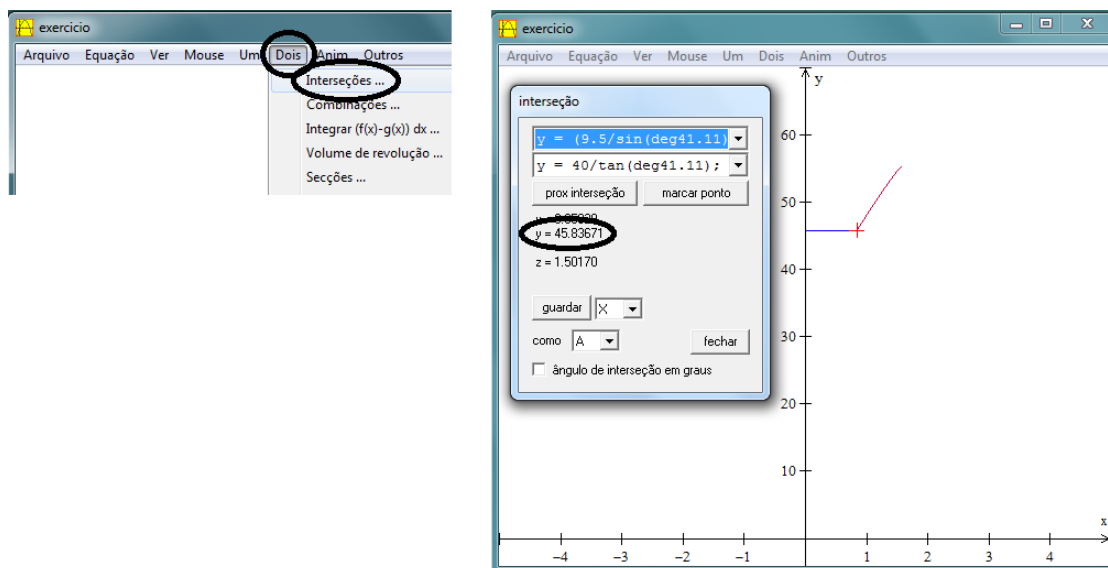 exercicio
Arquivo Equação Ver Mouse Um Dois Anim Outros
Interseções ...
Combinações ...
Integrar (f(x)-g(x)) dx ...
Volume de revolução ...
Secções ...
exercicio
Arquivo Equação Ver Mouse Um Dois Anim Outros
interseção
y = (9.5/sin(deg41.11)
y = 40/tan(deg41.11);
prox interseção marcar ponto
y = 45.83671
z = 1.50170
guardar X
como A fechar
ângulo de interseção em graus
y
60
50
40
30
20
10
x
-4 -3 -2 -1 1 2 3 4